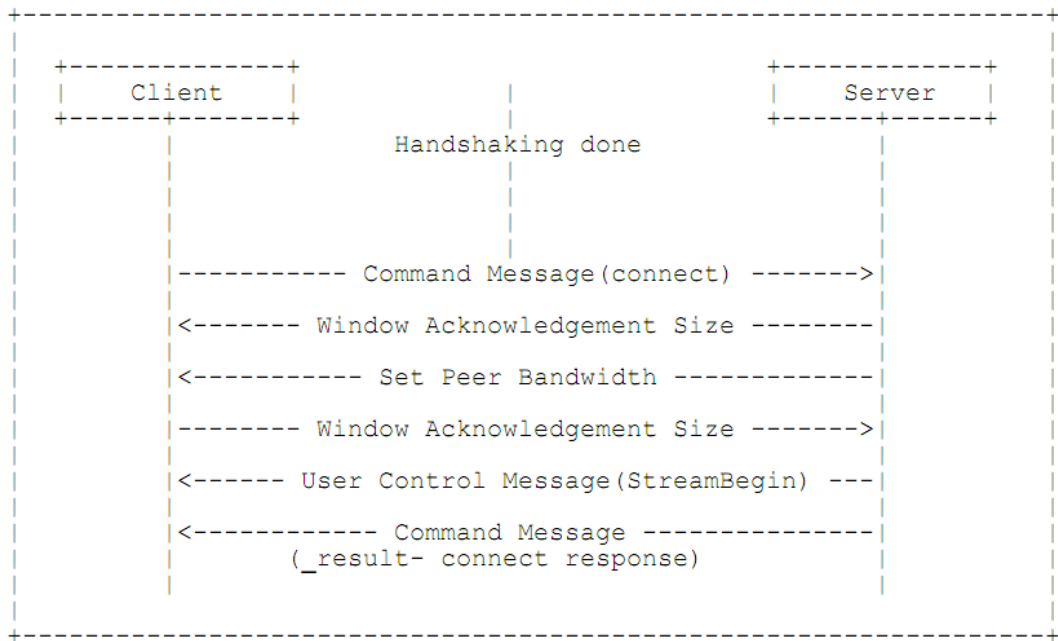 Client Server
Handshaking done
----------- Command Message(connect) ------->
<------- Window Acknowledgement Size --------
<----------- Set Peer Bandwidth -------------
-------- Window Acknowledgement Size ------->
<------ User Control Message(StreamBegin) ---
<------------ Command Message ---------------
(_result- connect response)